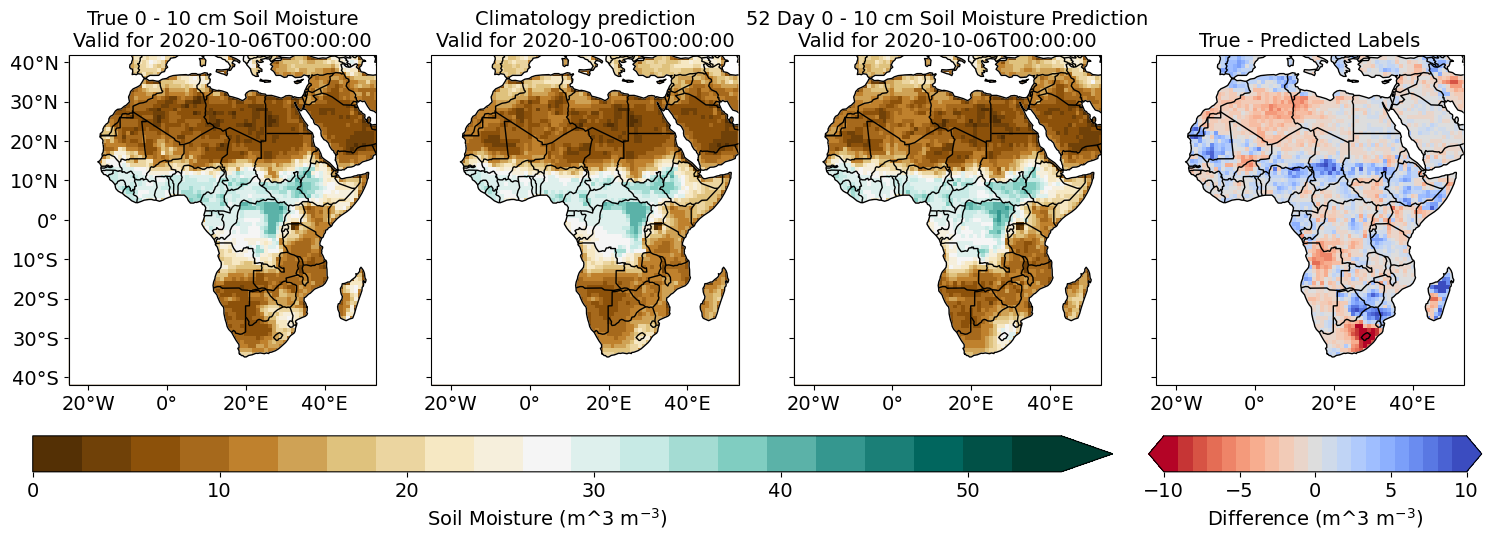 True 0 - 10 cm Soil Moisture
Valid for 2020-10-06T00:00:00
Climatology prediction
Valid for 2020-10-06T00:00:00
52 Day 0 - 10 cm Soil Moisture Prediction
Valid for 2020-10-06T00:00:00
True - Predicted Labels
40°N
30°N
20°N
10°N
0°
10°S
20°S
30°S
40°S
20°W 0° 20°E 40°E
20°W 0° 20°E 40°E
20°W 0° 20°E 40°E
20°W 0° 20°E 40°E
0 10 20 30 40 50
Soil Moisture (m^3 m⁻³)
−10 −5 0 5 10
Difference (m^3 m⁻³)